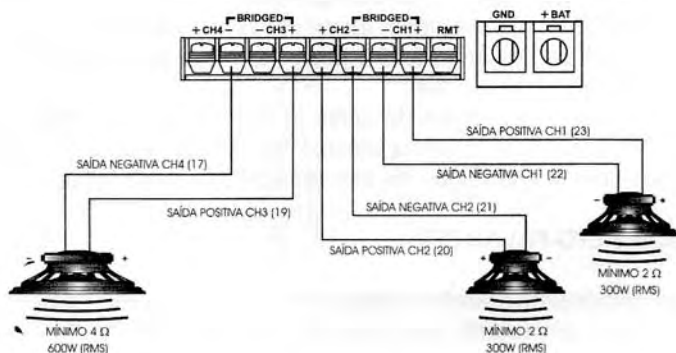 BRIDGED BRIDGED
+ CH4 – – CH3 + + CH2 – – CH1 + RMT
GND + BAT
SAÍDA POSITIVA CH1 (23)
SAÍDA NEGATIVA CH4 (17)
SAÍDA NEGATIVA CH1 (22)
SAÍDA POSITIVA CH3 (19)
SAÍDA NEGATIVA CH2 (21)
SAÍDA POSITIVA CH2 (20)
– +
MÍNIMO 2 Ω
300W (RMS)
– +
MÍNIMO 4 Ω
600W (RMS)
+ –
MÍNIMO 2 Ω
300W (RMS)